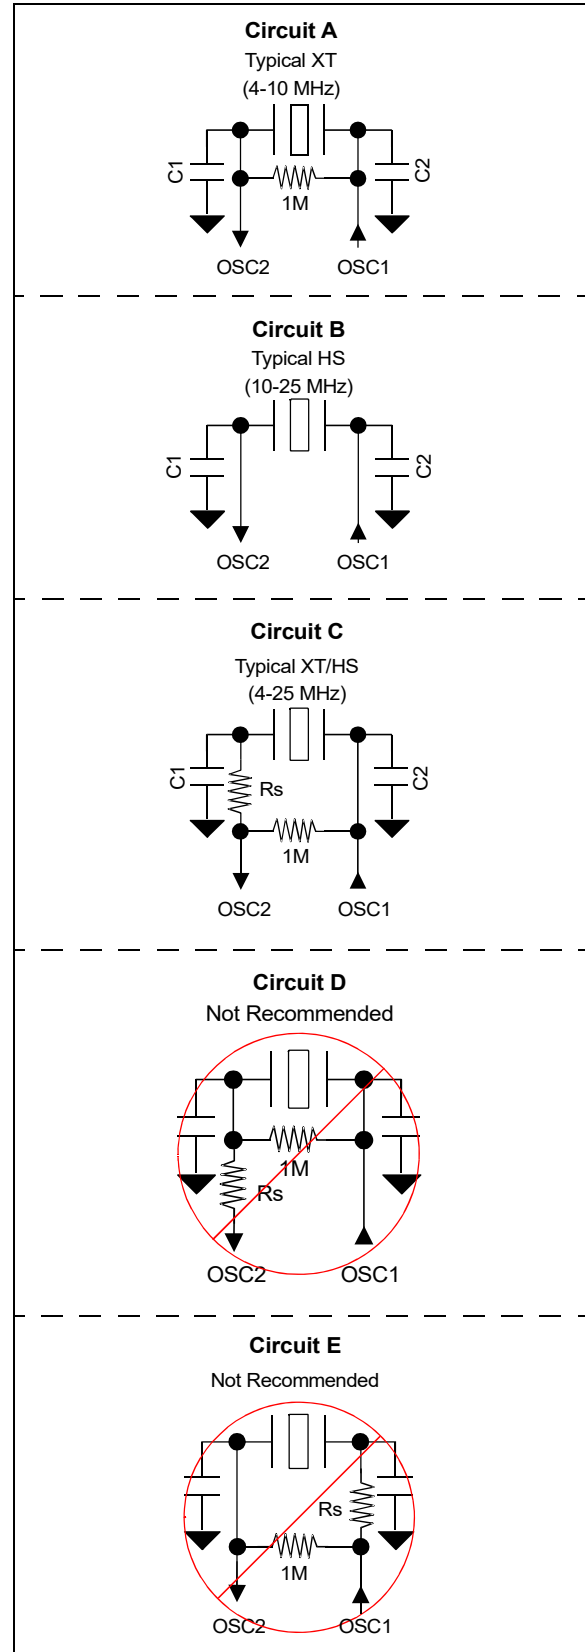 Circuit A
Typical XT
(4-10 MHz)
C1
C2
1M
OSC2 OSC1
Circuit B
Typical HS
(10-25 MHz)
C1
C2
OSC2 OSC1
Circuit C
Typical XT/HS
(4-25 MHz)
C1
Rs
C2
1M
OSC2 OSC1
Circuit D
Not Recommended
1M
Rs
OSC2 OSC1
Circuit E
Not Recommended
Rs
1M
OSC2 OSC1